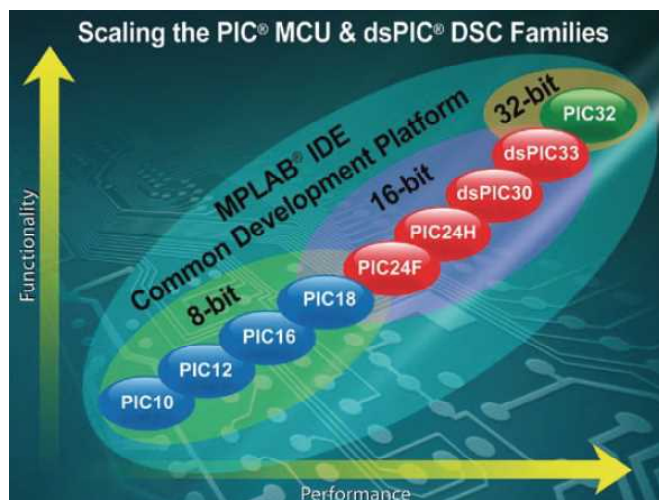 Scaling the PIC® MCU & dsPIC® DSC Families
Functionality
MPLAB® IDE
Common Development Platform
32-bit
PIC32
dsPIC33
16-bit
dsPIC30
PIC24H
PIC24F
8-bit
PIC18
PIC16
PIC12
PIC10
Performance